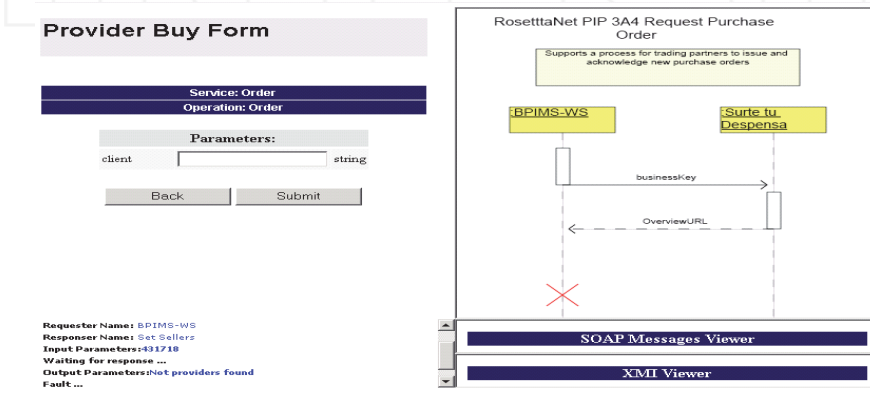 Provider Buy Form
Service: Order
Operation: Order
Parameters:
client
string
Back
Submit
Requester Name: BPIMS-WS
Responser Name: Set Sellers
Input Parameters:431718
Waiting for response ...
Output Parameters:Not providers found
Fault ...
RosetttaNet PIP 3A4 Request Purchase
Order
Supports a process for trading partners to issue and
acknowledge new purchase orders
:BPIMS-WS
:Surte tu
Despensa
businessKey
OverviewURL
SOAP Messages Viewer
XMI Viewer